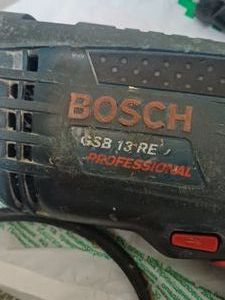 BOSCH
GSB 13 RE
PROFESSIONAL